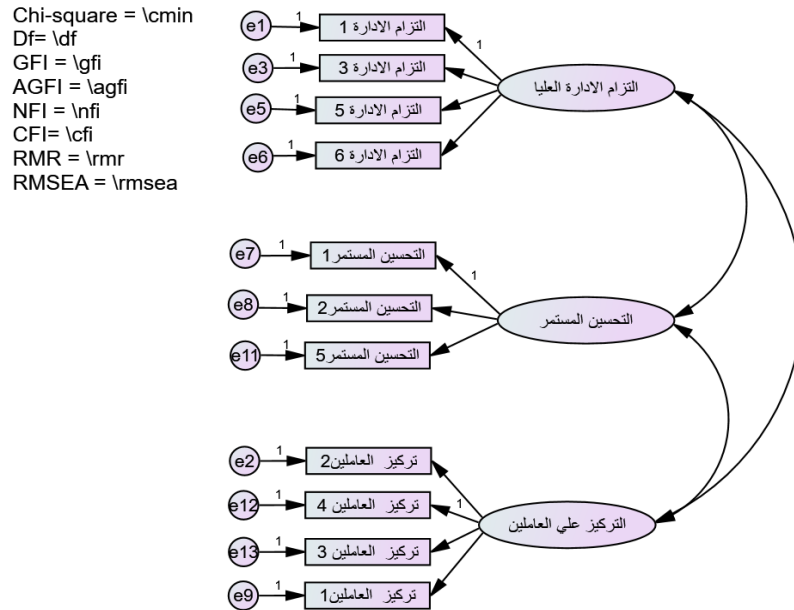 Chi-square = \cmin
Df= \df
GFI = \gfi
AGFI = \agfi
NFI = \nfi
CFI= \cfi
RMR = \rmr
RMSEA = \rmsea
e1
1
التزام الادارة 1
1
e3
1
التزام الادارة 3
e5
1
التزام الادارة 5
e6
1
التزام الادارة 6
التزام الادارة العليا
e7
1
التحسين المستمر1
1
e8
1
التحسين المستمر2
e11
1
التحسين المستمر5
التحسين المستمر
e2
1
تركيز العاملين2
e12
1
تركيز العاملين 4
1
e13
1
تركيز العاملين 3
e9
1
تركيز العاملين1
التركيز علي العاملين